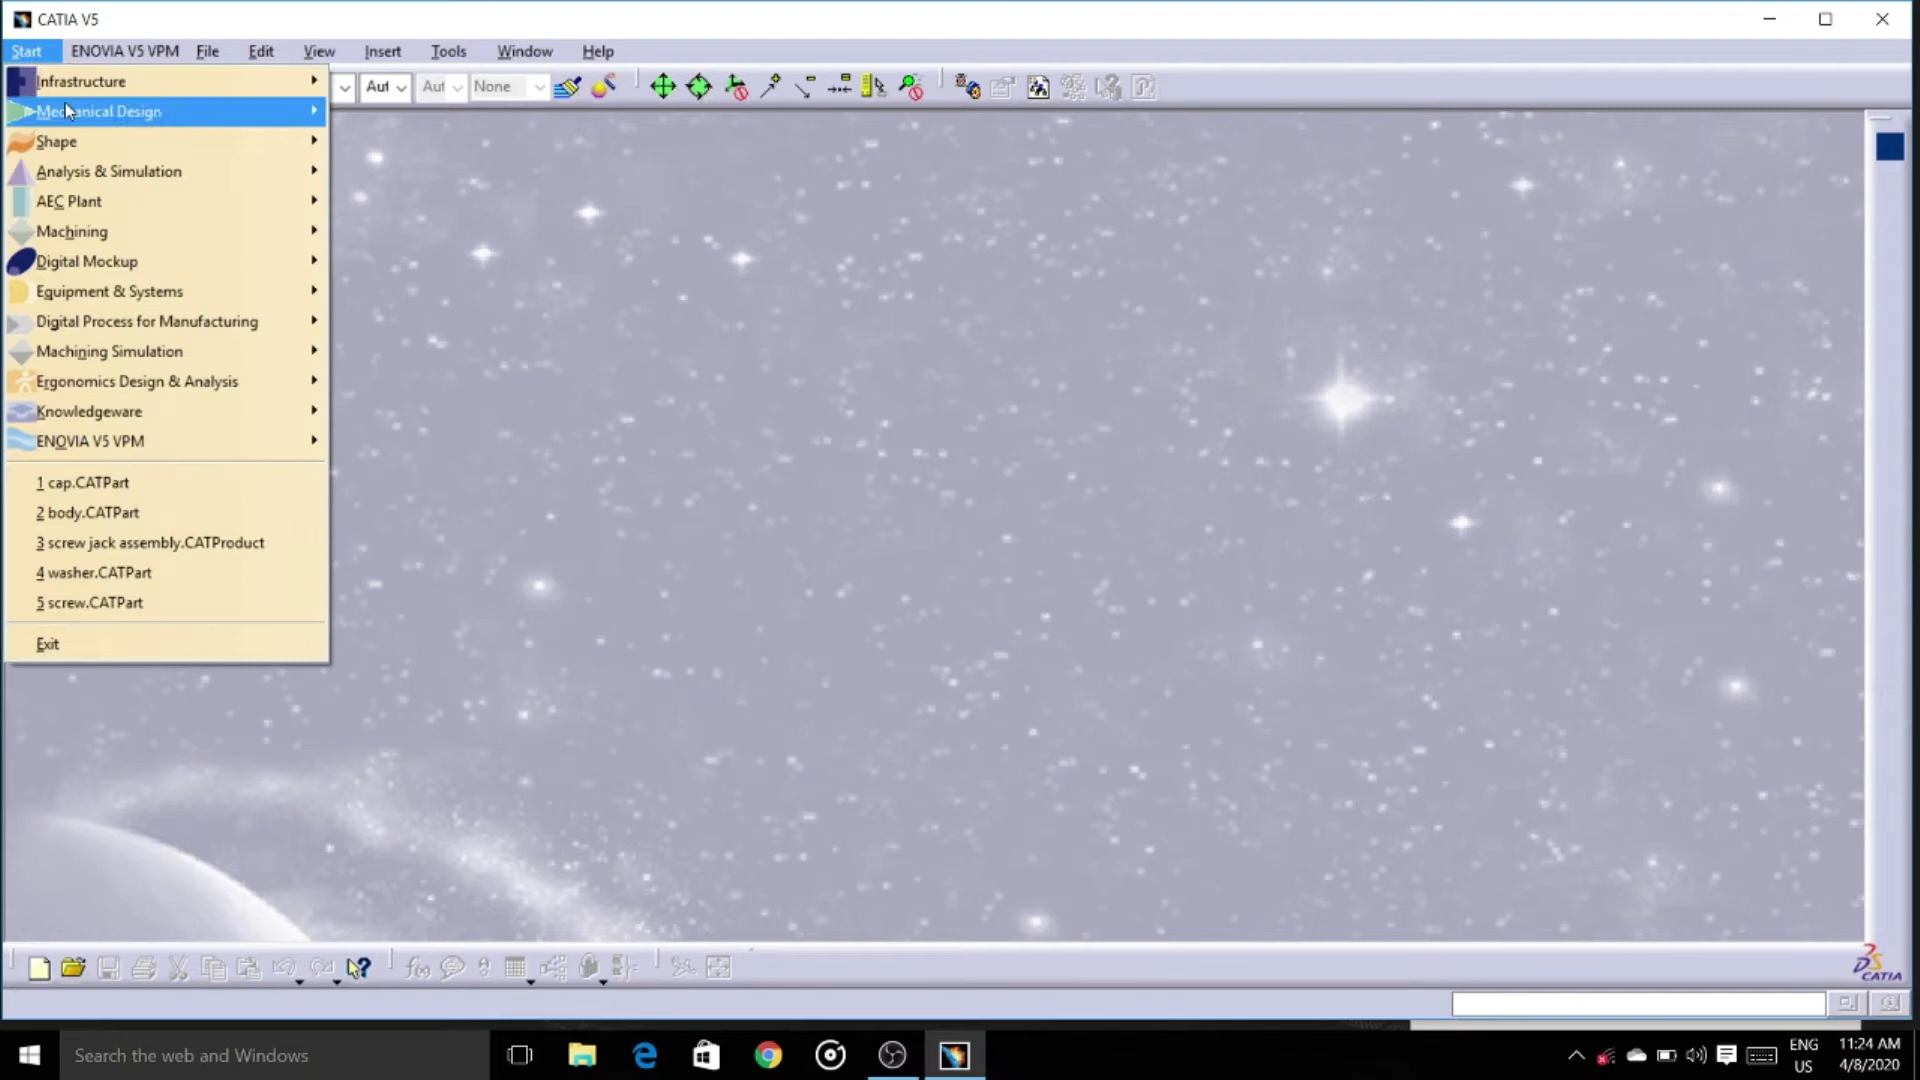 CATIA V5
Start ENOVIA V5 VPM File Edit View Insert Tools Window Help
Infrastructure
Mechanical Design
Shape
Analysis & Simulation
AEC Plant
Machining
Digital Mockup
Equipment & Systems
Digital Process for Manufacturing
Machining Simulation
Ergonomics Design & Analysis
Knowledgeware
ENOVIA V5 VPM
1 cap.CATPart
2 body.CATPart
3 screw jack assembly.CATProduct
4 washer.CATPart
5 screw.CATPart
Exit
Aut Aut None
f(x)
DS
CATIA
Search the web and Windows
ENG
US
11:24 AM
4/8/2020